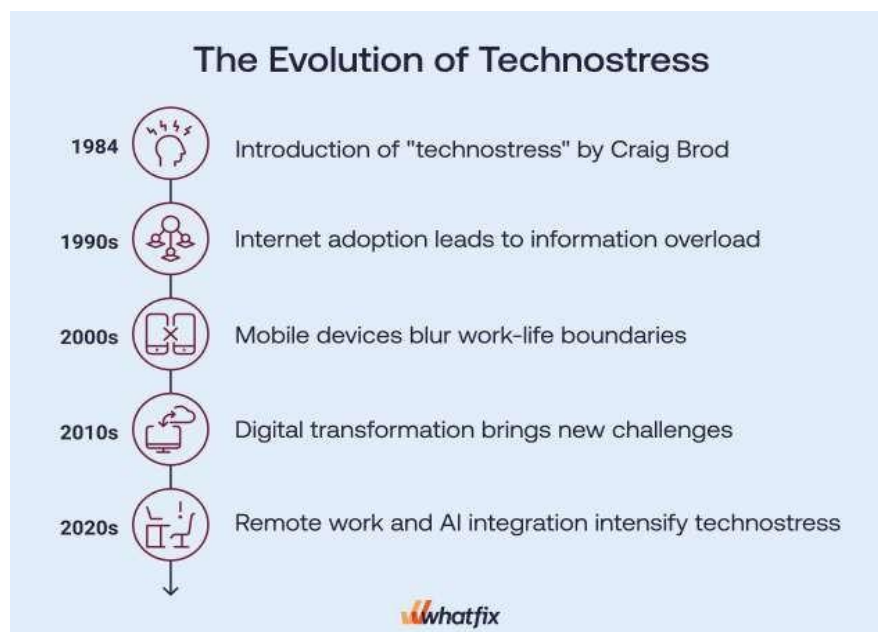 The Evolution of Technostress
1984 Introduction of "technostress" by Craig Brod
1990s Internet adoption leads to information overload
2000s Mobile devices blur work-life boundaries
2010s Digital transformation brings new challenges
2020s Remote work and AI integration intensify technostress
whatfix